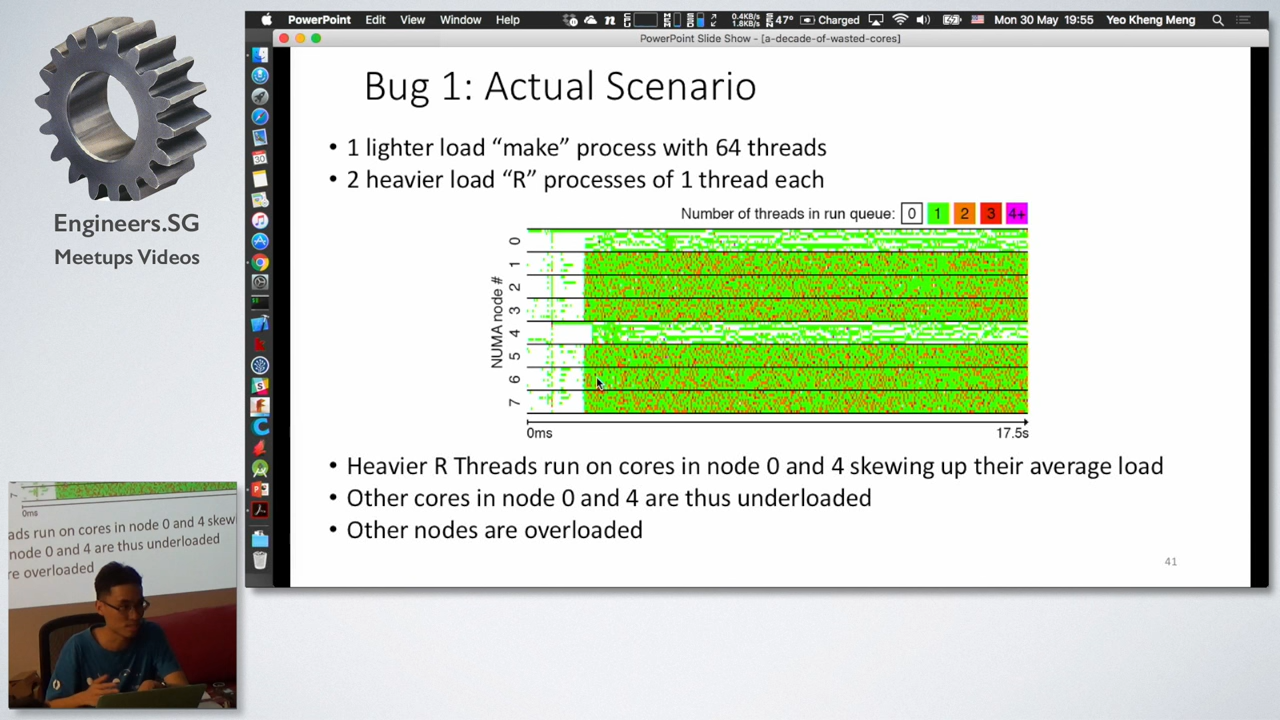 PowerPoint Edit View Window Help
0.4KB/s
1.8KB/s
47° Charged Mon 30 May 19:55 Yeo Kheng Meng
PowerPoint Slide Show - [a-decade-of-wasted-cores]
Engineers.SG
Meetups Videos
Bug 1: Actual Scenario
• 1 lighter load “make” process with 64 threads
• 2 heavier load “R” processes of 1 thread each
Number of threads in run queue: 0 1 2 3 4+
NUMA node #
0
1
2
3
4
5
6
7
0ms 17.5s
• Heavier R Threads run on cores in node 0 and 4 skewing up their average load
• Other cores in node 0 and 4 are thus underloaded
• Other nodes are overloaded
41
7
0ms
ads run on cores in node 0 and 4 skew
node 0 and 4 are thus underloaded
re overloaded